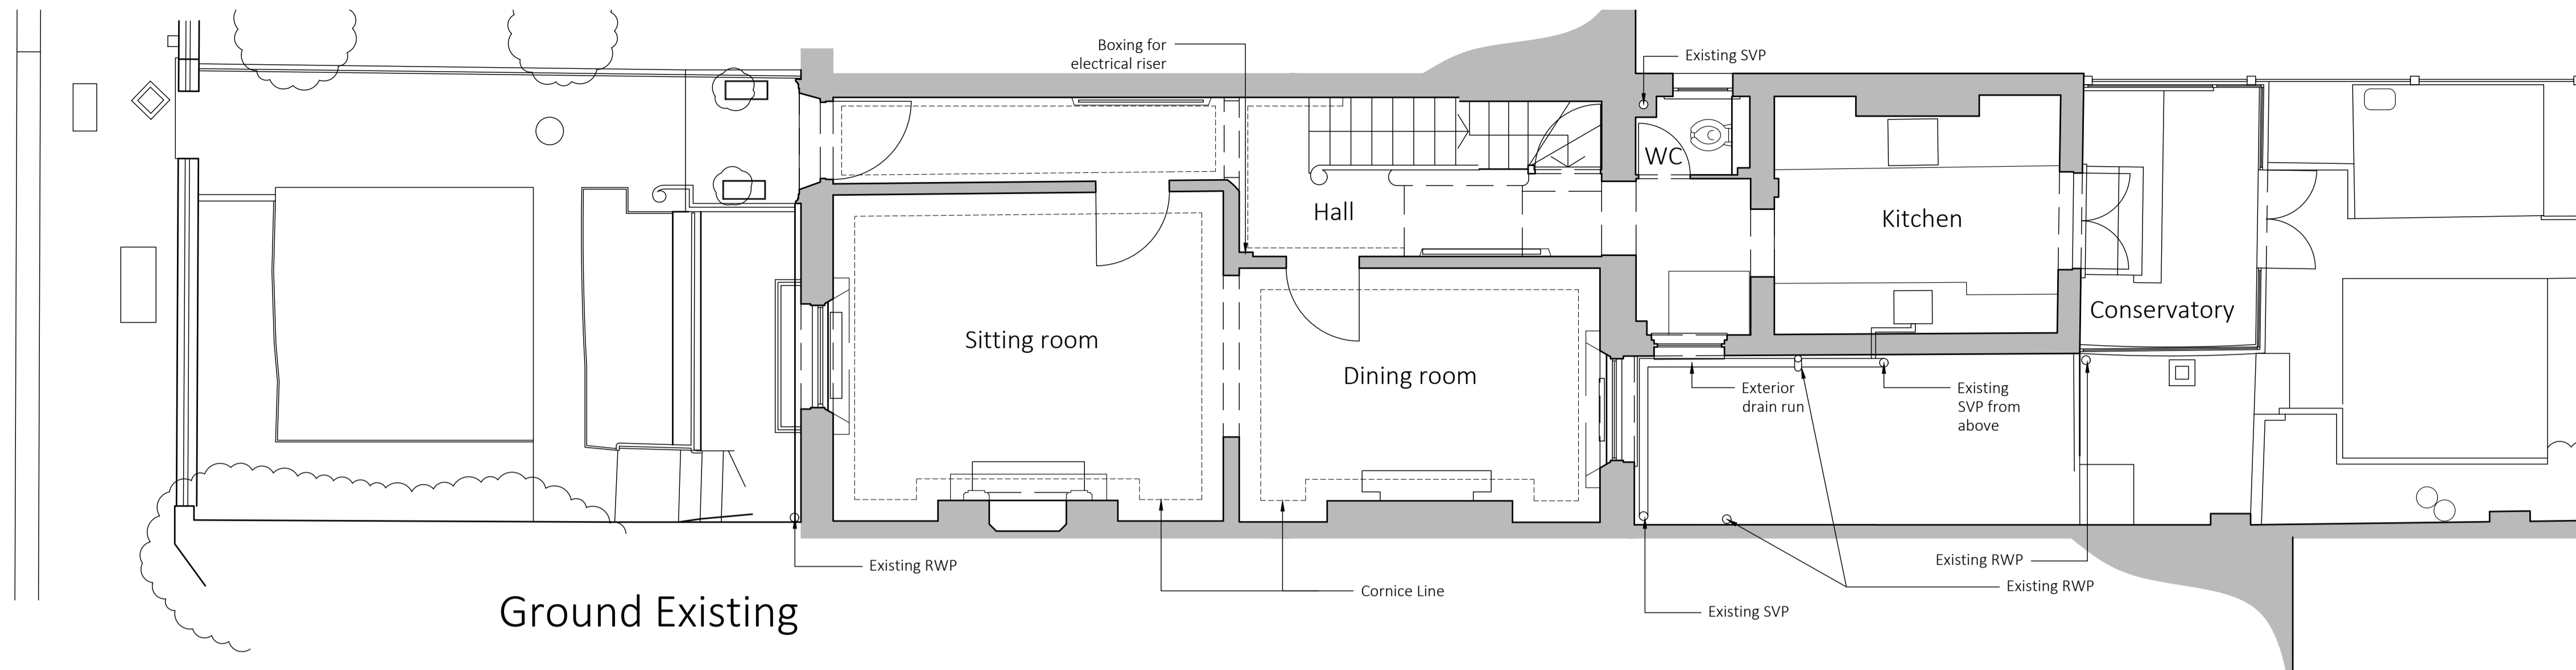 Boxing for
electrical riser
Existing SVP
WC
Hall
Kitchen
Sitting room
Dining room
Conservatory
Exterior
drain run
Existing
SVP from
above
Existing RWP
Existing RWP
Existing RWP
Cornice Line
Existing SVP
Ground Existing